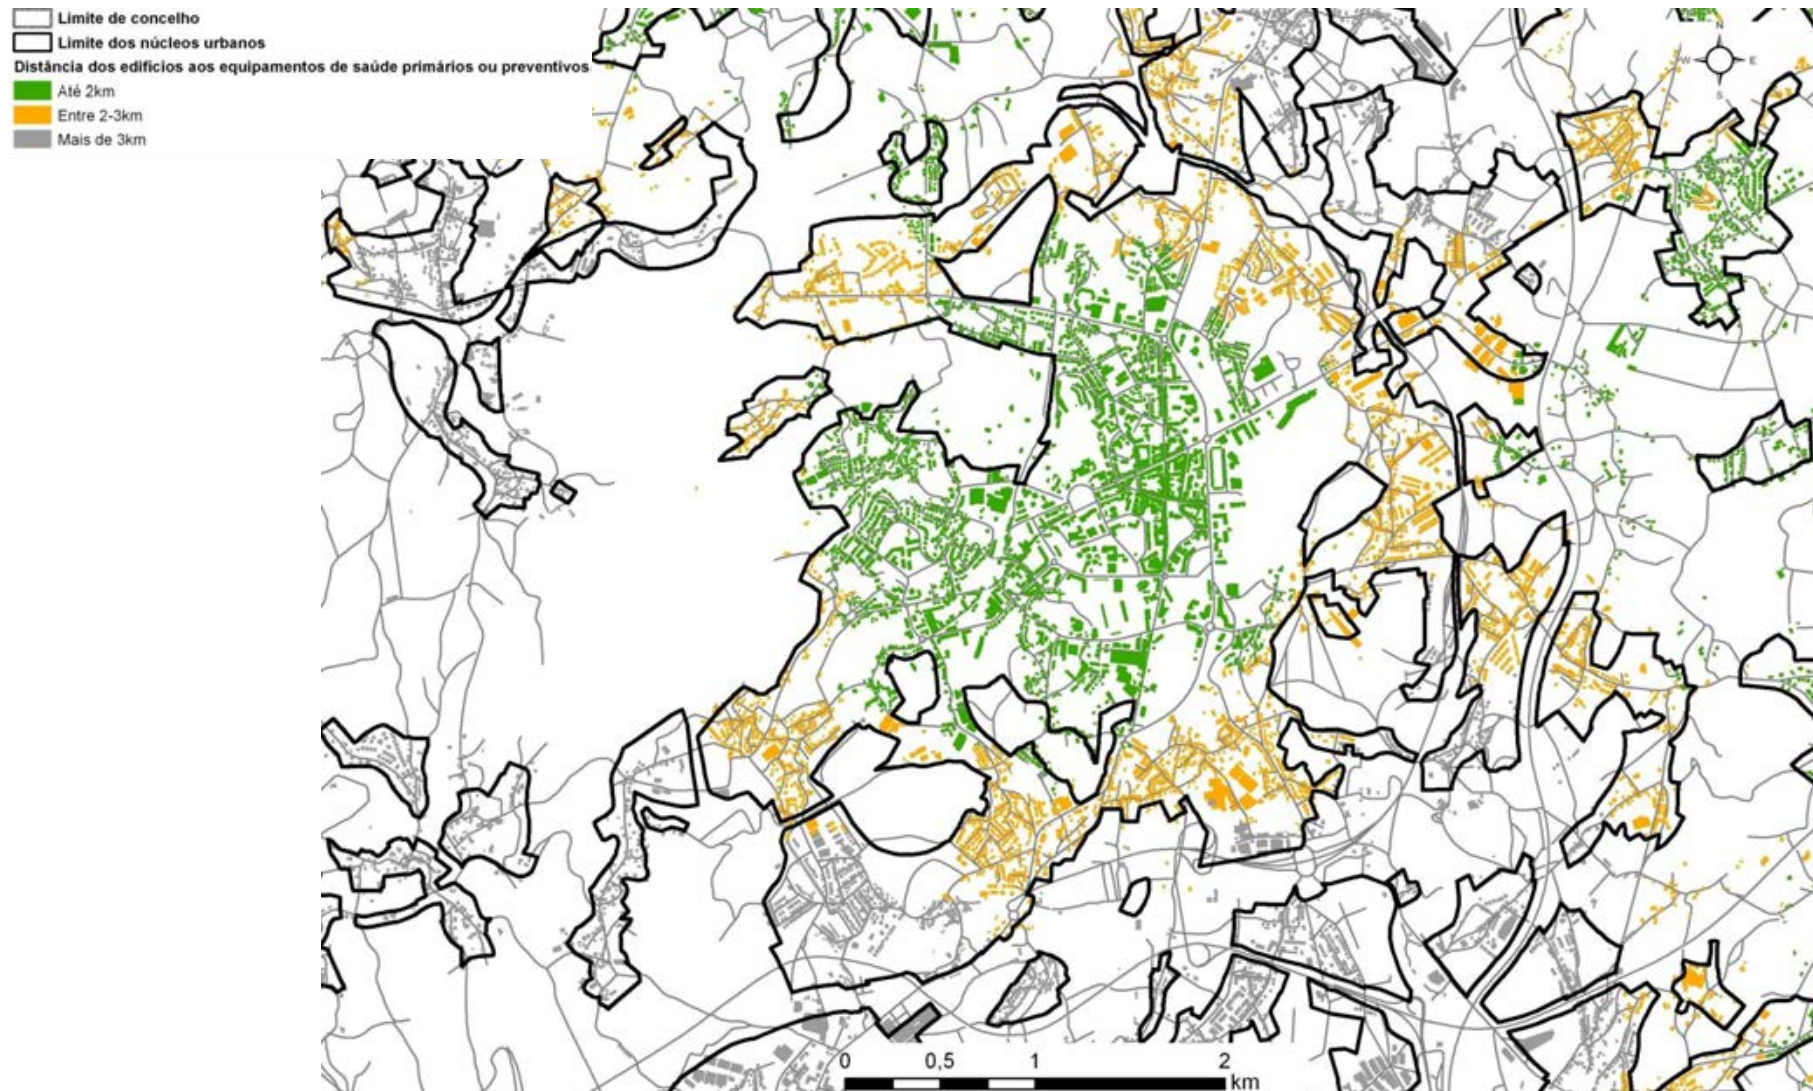 Limite de concelho
Limite dos núcleos urbanos
Distância dos edifícios aos equipamentos de saúde primários ou preventivos
Até 2km
Entre 2-3km
Mais de 3km
N
W E
S
0 0,5 1 2
km